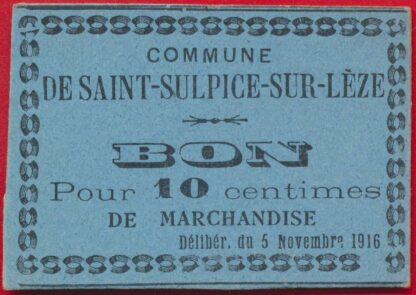 COMMUNE
DE SAINT-SULPICE-SUR-LÈZE
BON
Pour 10 centimes
DE MARCHANDISE
Délibér. du 5 Novembre 1916